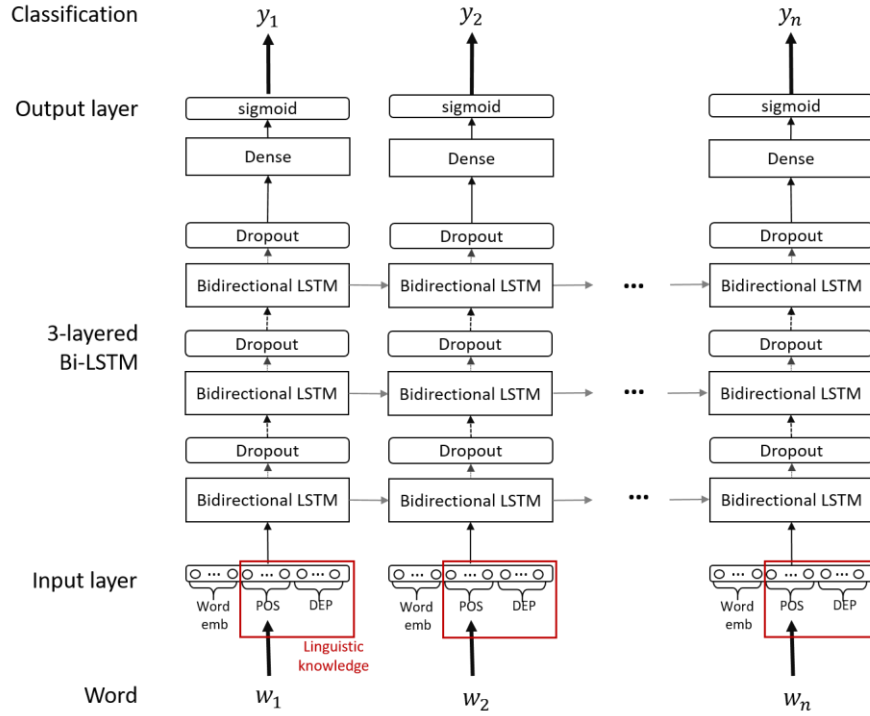 Classification y₁ y₂ yₙ
Output layer sigmoid sigmoid sigmoid
Dense Dense Dense
Dropout Dropout Dropout
Bidirectional LSTM Bidirectional LSTM ... Bidirectional LSTM
3-layered
Bi-LSTM
Dropout Dropout Dropout
Bidirectional LSTM Bidirectional LSTM ... Bidirectional LSTM
Dropout Dropout Dropout
Bidirectional LSTM Bidirectional LSTM ... Bidirectional LSTM
Input layer ... ... ... ... ... ... ... ... ...
Word emb POS DEP Word emb POS DEP Word emb POS DEP
Linguistic
knowledge
Word w₁ w₂ wₙ